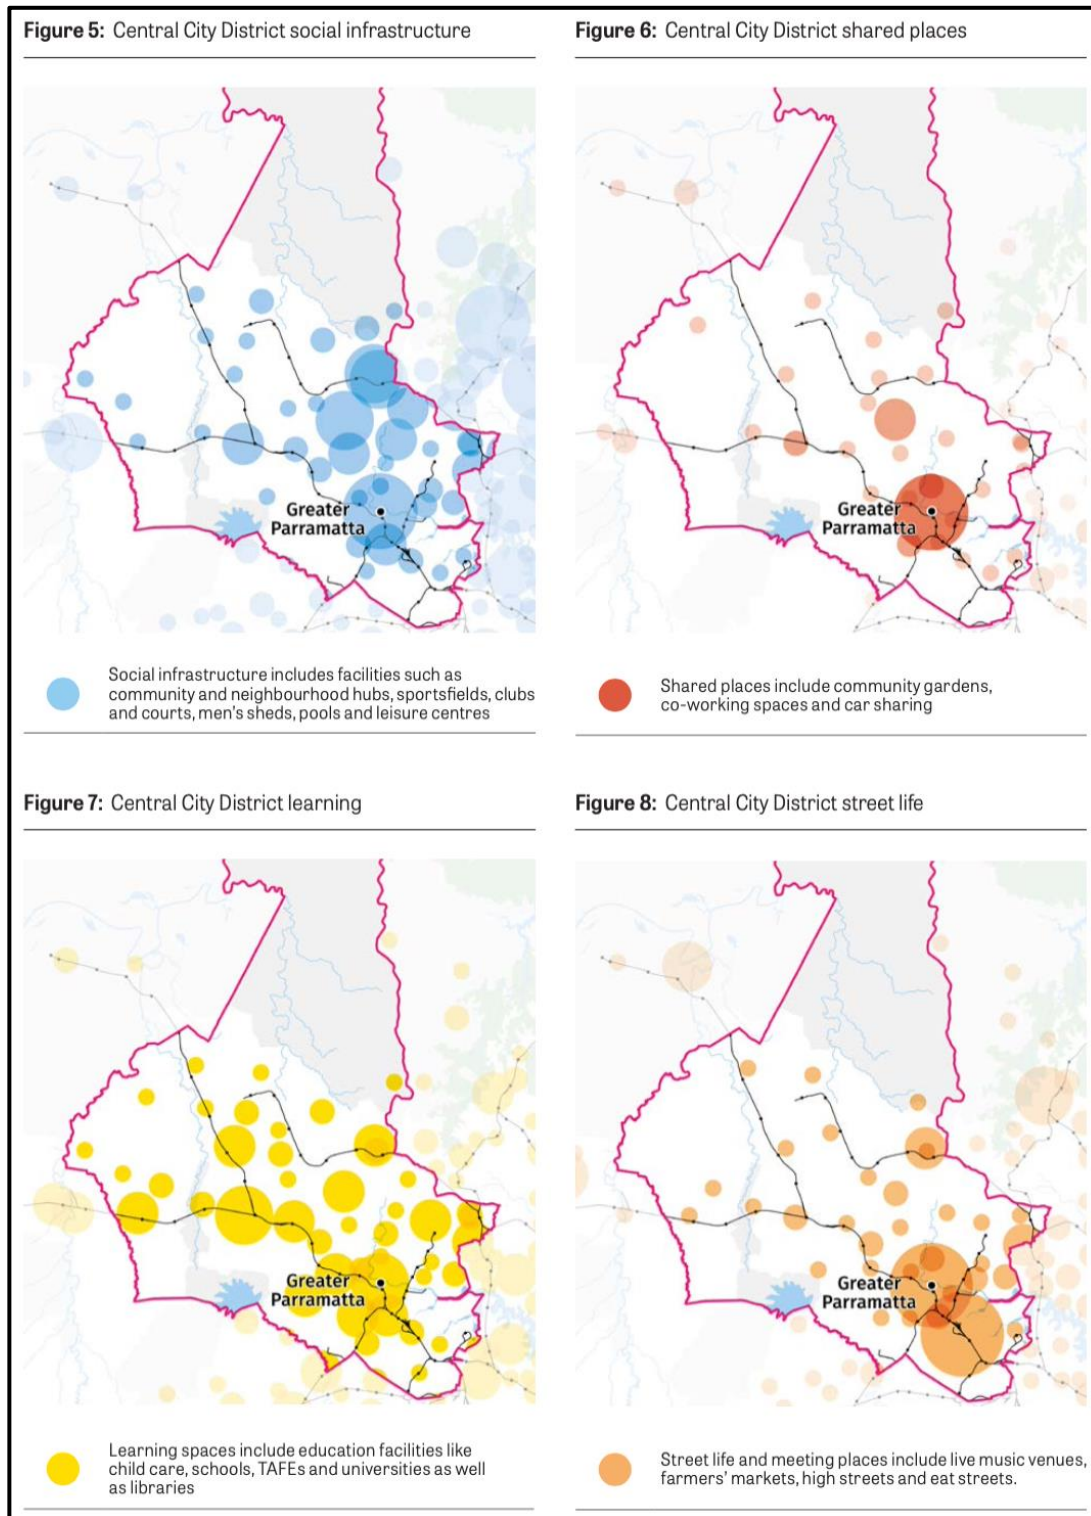 Figure 5: Central City District social infrastructure
Greater
Parramatta
Social infrastructure includes facilities such as
community and neighbourhood hubs, sportsfields, clubs
and courts, men's sheds, pools and leisure centres
Figure 6: Central City District shared places
Greater
Parramatta
Shared places include community gardens,
co-working spaces and car sharing
Figure 7: Central City District learning
Greater
Parramatta
Learning spaces include education facilities like
child care, schools, TAFEs and universities as well
as libraries
Figure 8: Central City District street life
Greater
Parramatta
Street life and meeting places include live music venues,
farmers' markets, high streets and eat streets.